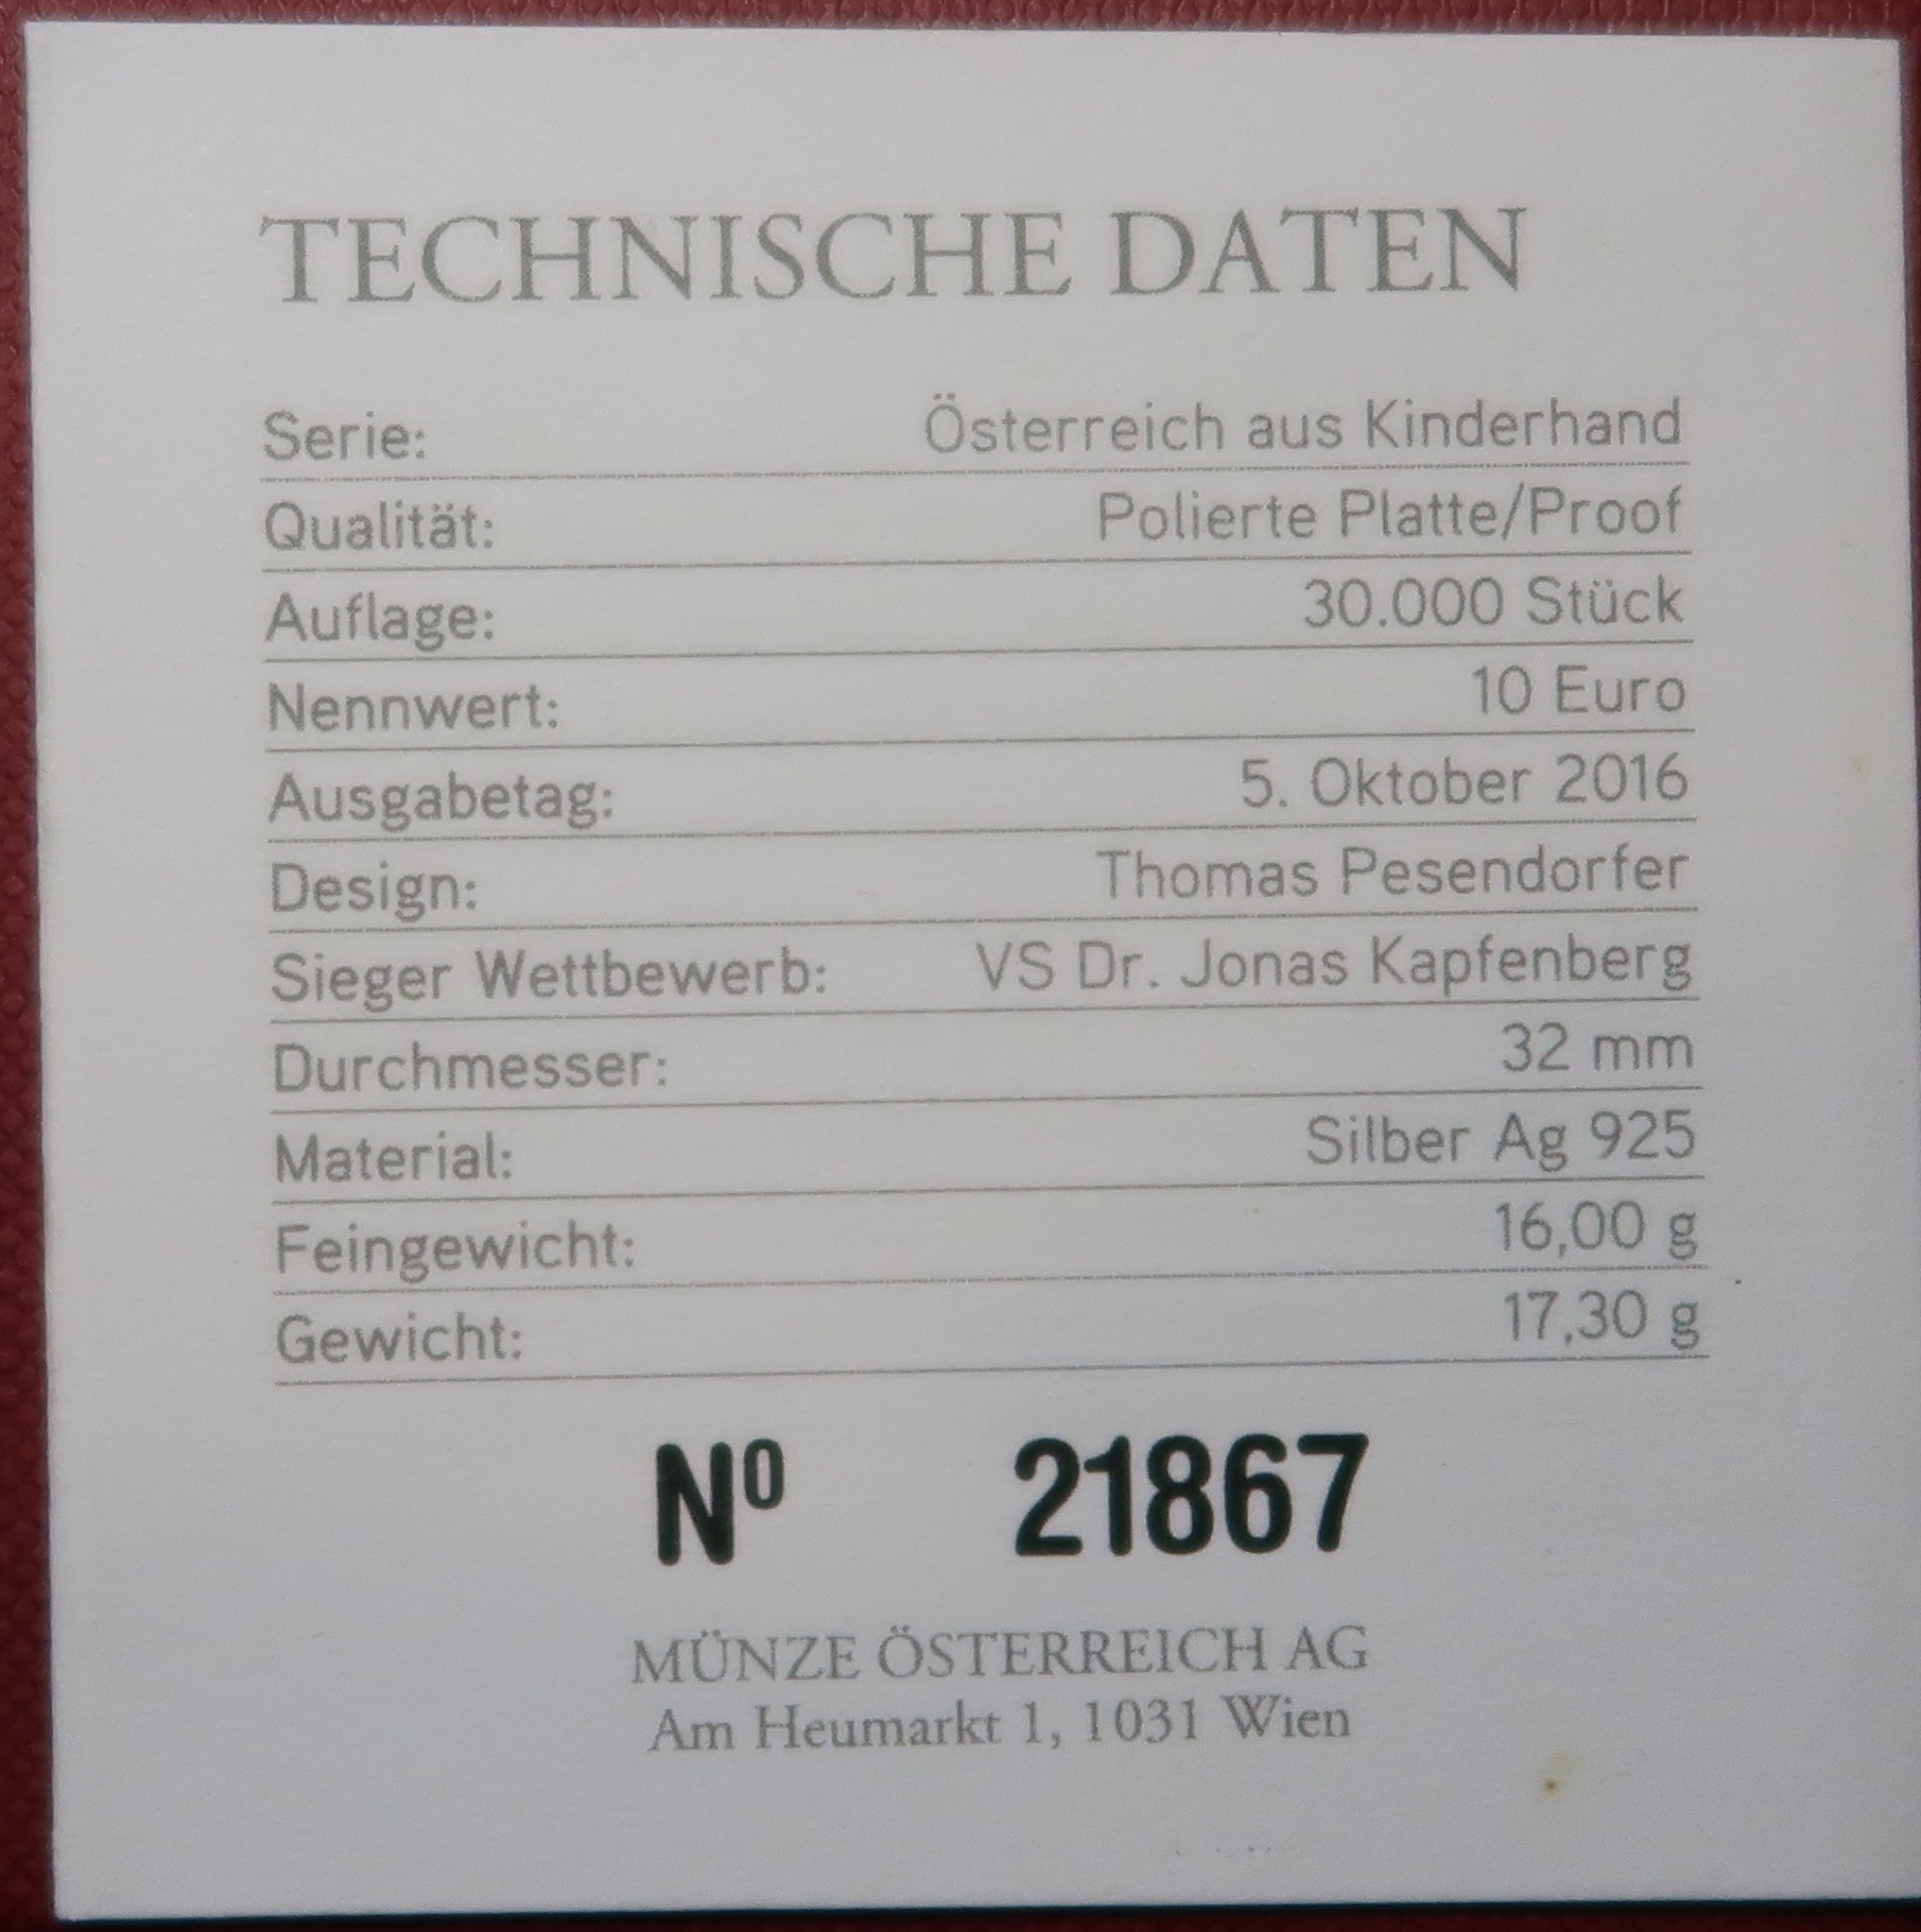 TECHNISCHE DATEN
Serie: Österreich aus Kinderhand
Qualität: Polierte Platte/Proof
Auflage: 30.000 Stück
Nennwert: 10 Euro
Ausgabetag: 5. Oktober 2016
Design: Thomas Pesendorfer
Sieger Wettbewerb: VS Dr. Jonas Kapfenberg
Durchmesser: 32 mm
Material: Silber Ag 925
Feingewicht: 16,00 g
Gewicht: 17,30 g
Nº 21867
MÜNZE ÖSTERREICH AG
Am Heumarkt 1, 1031 Wien